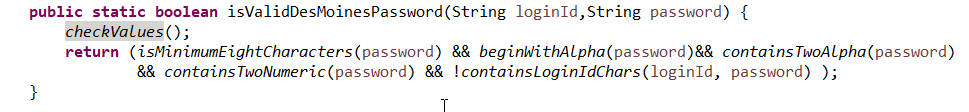 public static boolean isValidDesMoinesPassword(String loginId,String password) {
checkValues();
return (isMinimumEightCharacters(password) && beginWithAlpha(password)&& containsTwoAlpha(password)
&& containsTwoNumeric(password) && !containsLoginIdChars(loginId, password) );
}